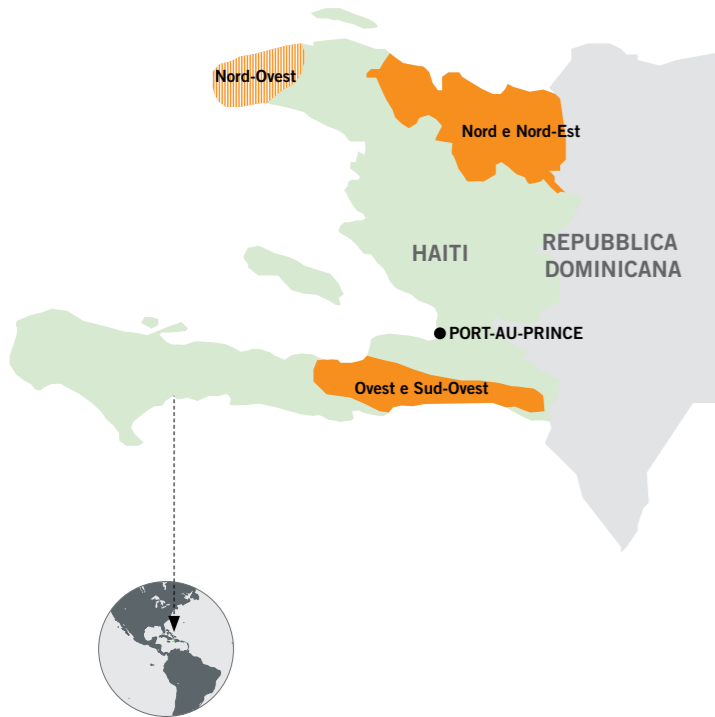 Nord-Ovest
Nord e Nord-Est
HAITI
REPUBBLICA
DOMINICANA
PORT-AU-PRINCE
Ovest e Sud-Ovest